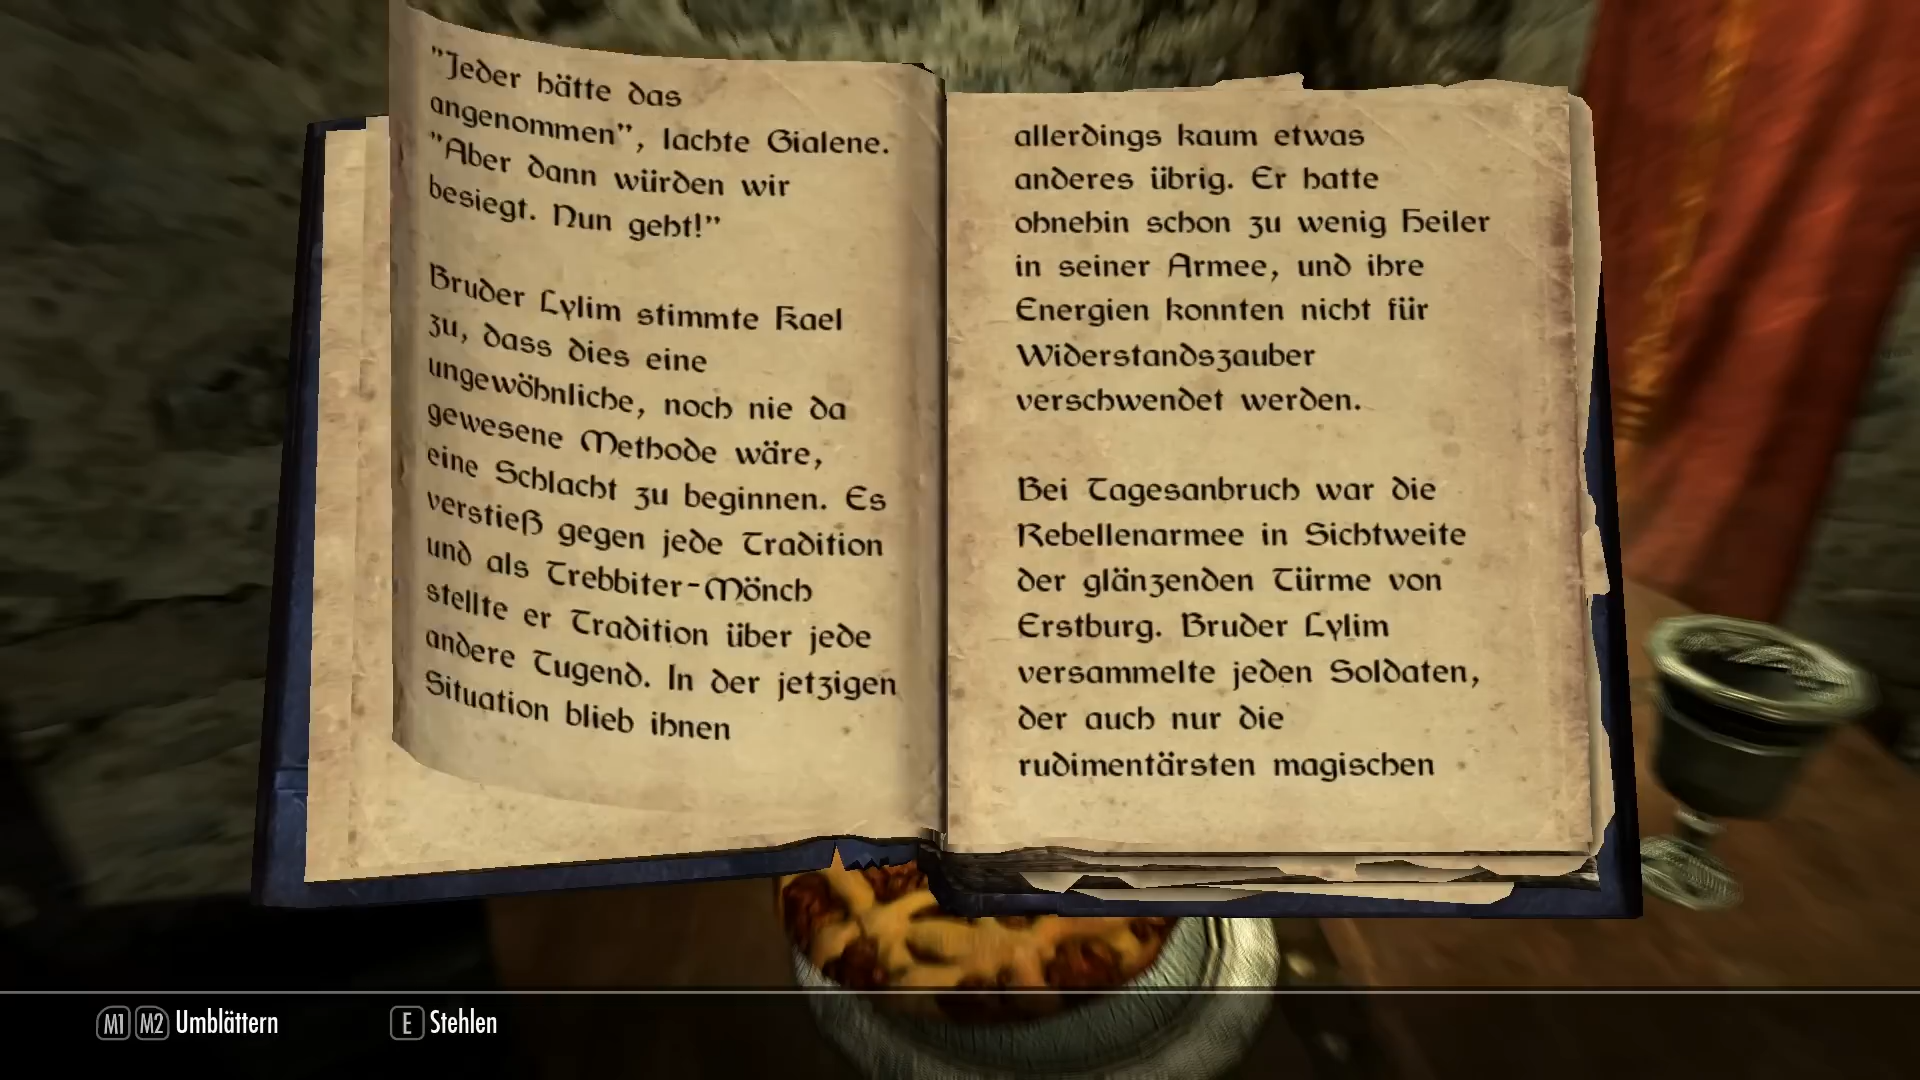 "Jeder hätte das
angenommen", lachte Gialene.
"Aber dann würden wir
besiegt. Nun geht!"
Bruder Lylim stimmte Kael
zu, dass dies eine
ungewöhnliche, noch nie da
gewesene Methode wäre,
eine Schlacht zu beginnen. Es
verstieß gegen jede Tradition
und als Trebbiter-Mönch
stellte er Tradition über jede
andere Tugend. In der jetzigen
Situation blieb ihnen
allerdings kaum etwas
anderes übrig. Er hatte
ohnehin schon zu wenig Heiler
in seiner Armee, und ihre
Energien konnten nicht für
Widerstandszauber
verschwendet werden.
Bei Tagesanbruch war die
Rebellenarmee in Sichtweite
der glänzenden Türme von
Erstburg. Bruder Lylim
versammelte jeden Soldaten,
der auch nur die
rudimentärsten magischen
M1 M2 Umblättern
E Stehlen